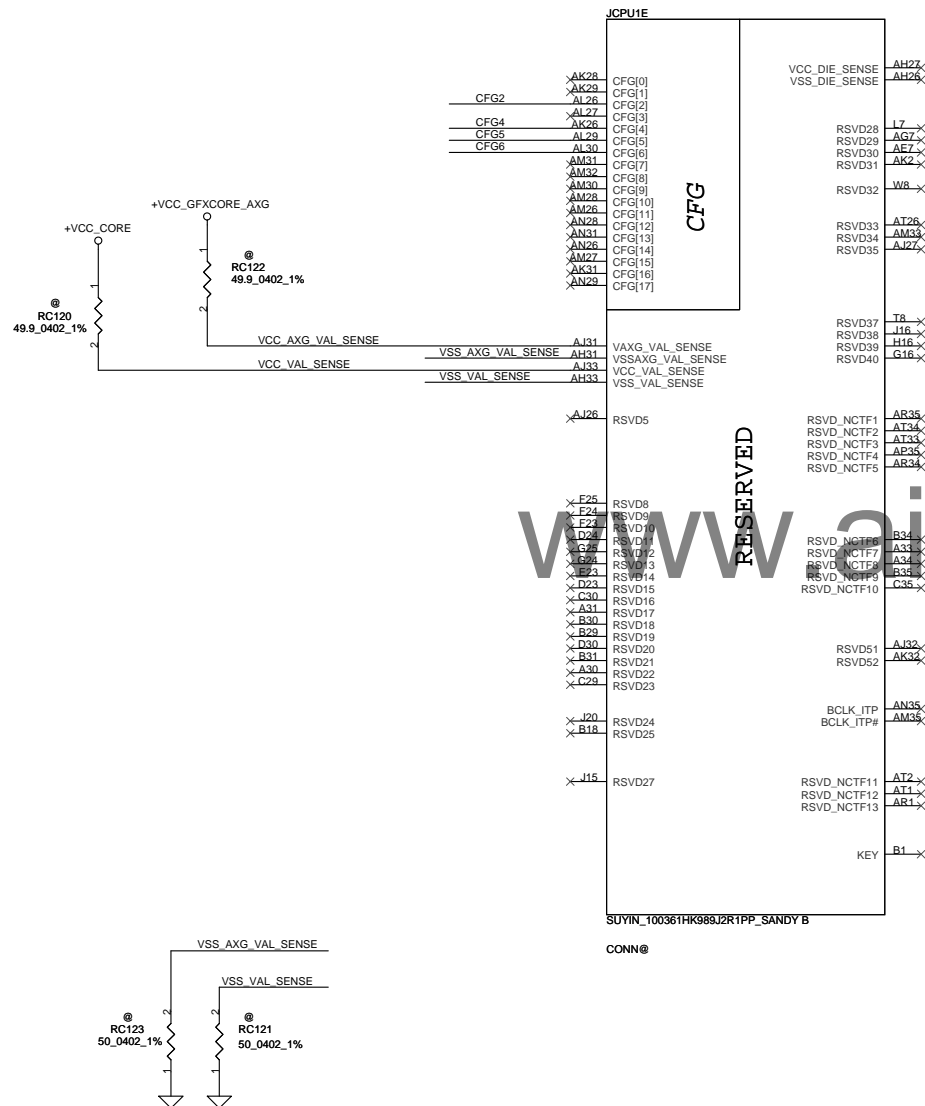 JCPU1E
AK28 CFG[0]
AK29 CFG[1]
CFG2 AL26 CFG[2]
AL27 CFG[3]
CFG4 AK26 CFG[4]
CFG5 AL29 CFG[5]
CFG6 AL30 CFG[6]
AM31 CFG[7]
AM32 CFG[8]
AM30 CFG[9]
AM28 CFG[10]
AM26 CFG[11]
AN28 CFG[12]
AN31 CFG[13]
AN26 CFG[14]
AM27 CFG[15]
AK31 CFG[16]
AN29 CFG[17]
CFG
VCC_DIE_SENSE AH27
VSS_DIE_SENSE AH26
RSVD28 L7
RSVD29 AG7
RSVD30 AE7
RSVD31 AK2
RSVD32 W8
RSVD33 AT26
RSVD34 AM33
RSVD35 AJ27
RSVD37 T8
RSVD38 J16
RSVD39 H16
RSVD40 G16
+VCC_GFXCORE_AXG
+VCC_CORE
1
@
RC122
49.9_0402_1%
2
1
@
RC120
49.9_0402_1%
2
VCC_AXG_VAL_SENSE AJ31 VAXG_VAL_SENSE
VSS_AXG_VAL_SENSE AH31 VSSAXG_VAL_SENSE
VCC_VAL_SENSE AJ33 VCC_VAL_SENSE
VSS_VAL_SENSE AH33 VSS_VAL_SENSE
AJ26 RSVD5
RESERVED
RSVD_NCTF1 AR35
RSVD_NCTF2 AT34
RSVD_NCTF3 AT33
RSVD_NCTF4 AP35
RSVD_NCTF5 AR34
F25 RSVD8
F24 RSVD9
F23 RSVD10
D24 RSVD11
G25 RSVD12
G24 RSVD13
E23 RSVD14
D23 RSVD15
C30 RSVD16
A31 RSVD17
B30 RSVD18
B29 RSVD19
D30 RSVD20
B31 RSVD21
A30 RSVD22
C29 RSVD23
www.ai
RSVD_NCTF6 B34
RSVD_NCTF7 A33
RSVD_NCTF8 A34
RSVD_NCTF9 B35
RSVD_NCTF10 C35
RSVD51 AJ32
RSVD52 AK32
J20 RSVD24
B18 RSVD25
BCLK_ITP AN35
BCLK_ITP# AM35
J15 RSVD27
RSVD_NCTF11 AT2
RSVD_NCTF12 AT1
RSVD_NCTF13 AR1
KEY B1
SUYIN_100361HK989J2R1PP_SANDY B
CONN@
VSS_AXG_VAL_SENSE
VSS_VAL_SENSE
2
@
RC123
50_0402_1%
1
2
@
RC121
50_0402_1%
1